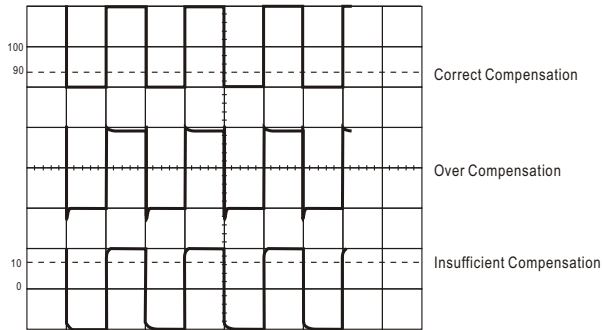 100
90
Correct Compensation
Over Compensation
Insufficient Compensation
10
0